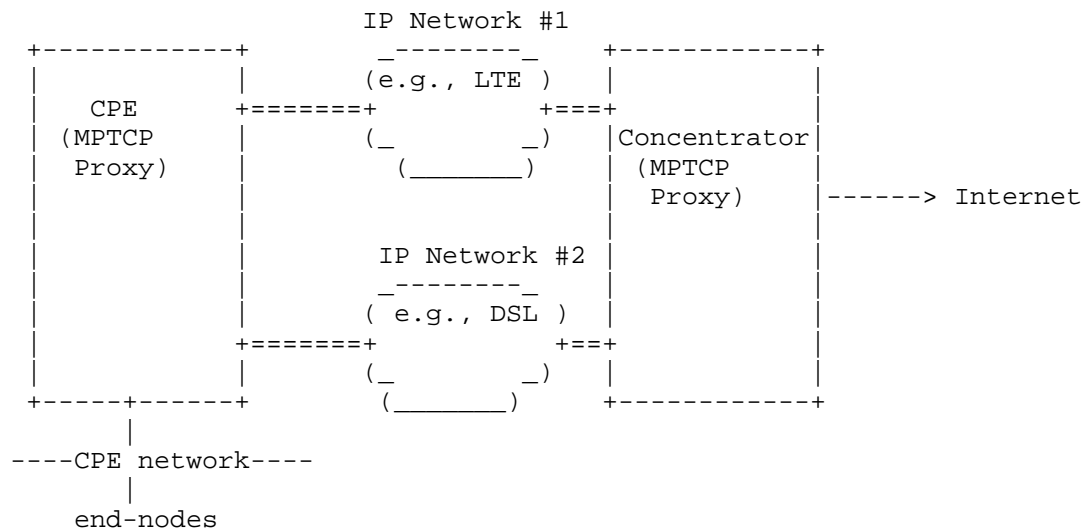 IP Network #1
(e.g., LTE )
CPE
(MPTCP
Proxy)
Concentrator
(MPTCP
Proxy)
------> Internet
IP Network #2
( e.g., DSL )
----CPE network----
end-nodes